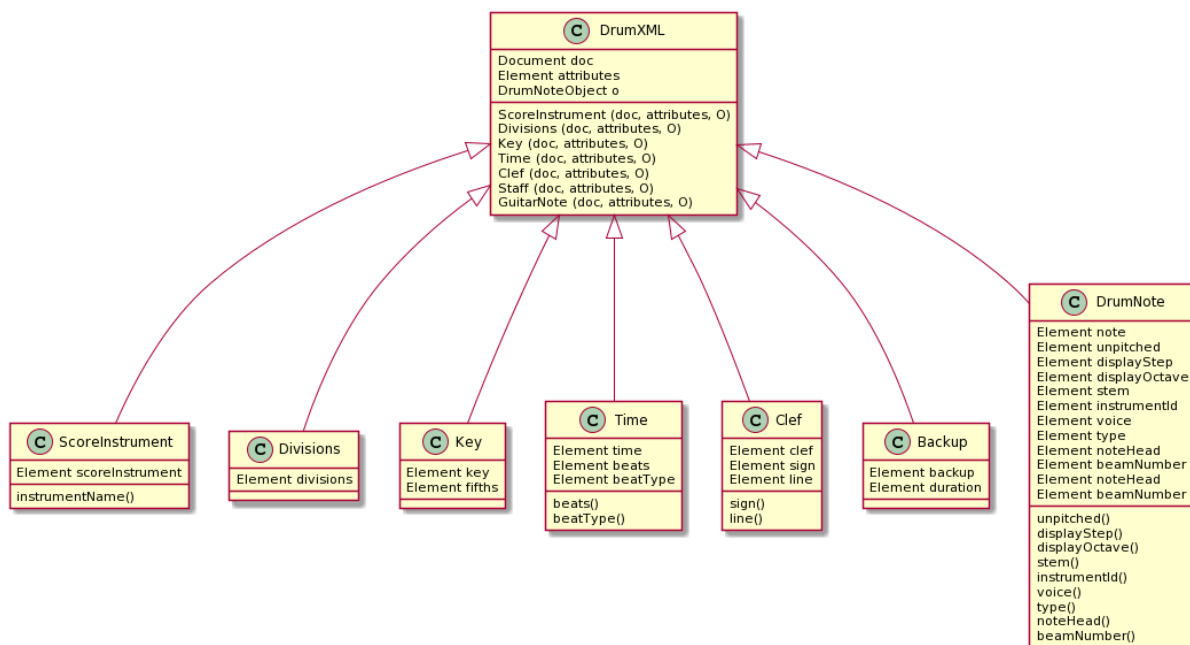 C DrumXML
Document doc
Element attributes
DrumNoteObject o
ScoreInstrument (doc, attributes, O)
Divisions (doc, attributes, O)
Key (doc, attributes, O)
Time (doc, attributes, O)
Clef (doc, attributes, O)
Staff (doc, attributes, O)
GuitarNote (doc, attributes, O)
C ScoreInstrument
Element scoreInstrument
instrumentName()
C Divisions
Element divisions
C Key
Element key
Element fifths
C Time
Element time
Element beats
Element beatType
beats()
beatType()
C Clef
Element clef
Element sign
Element line
sign()
line()
C Backup
Element backup
Element duration
C DrumNote
Element note
Element unpitched
Element displayStep
Element displayOctave
Element stem
Element instrumentId
Element voice
Element type
Element noteHead
Element beamNumber
Element noteHead
Element beamNumber
unpitched()
displayStep()
displayOctave()
stem()
instrumentId()
voice()
type()
noteHead()
beamNumber()